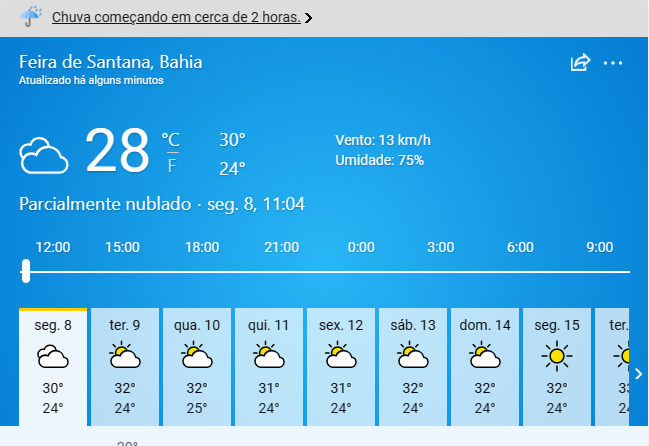 Chuva começando em cerca de 2 horas.
Feira de Santana, Bahia
Atualizado há alguns minutos
28 °C F 30° 24°
Vento: 13 km/h
Umidade: 75%
Parcialmente nublado · seg. 8, 11:04
12:00 15:00 18:00 21:00 0:00 3:00 6:00 9:00
seg. 8 ter. 9 qua. 10 qui. 11 sex. 12 sáb. 13 dom. 14 seg. 15 ter.
30° 32° 32° 31° 31° 32° 32° 32°
24° 24° 25° 24° 24° 24° 24° 24°